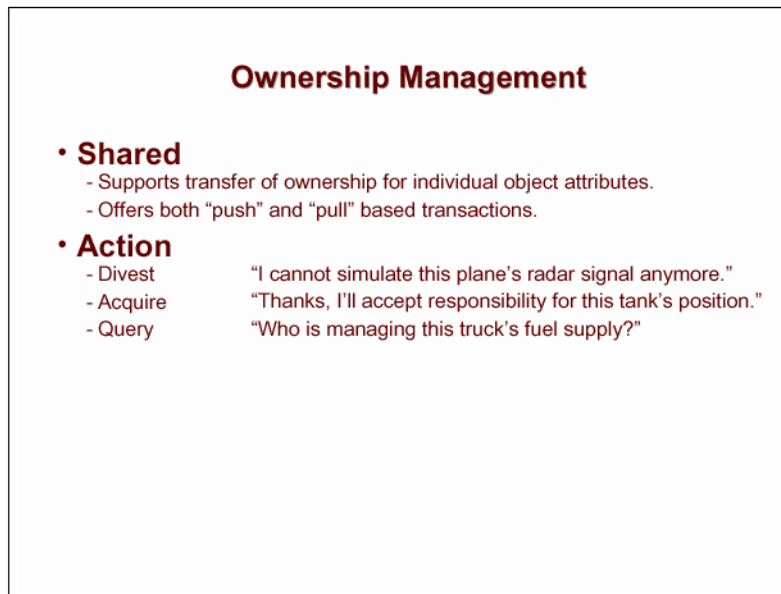 Ownership Management
• Shared
- Supports transfer of ownership for individual object attributes.
- Offers both “push” and “pull” based transactions.
• Action
- Divest “I cannot simulate this plane’s radar signal anymore.”
- Acquire “Thanks, I’ll accept responsibility for this tank’s position.”
- Query “Who is managing this truck’s fuel supply?”